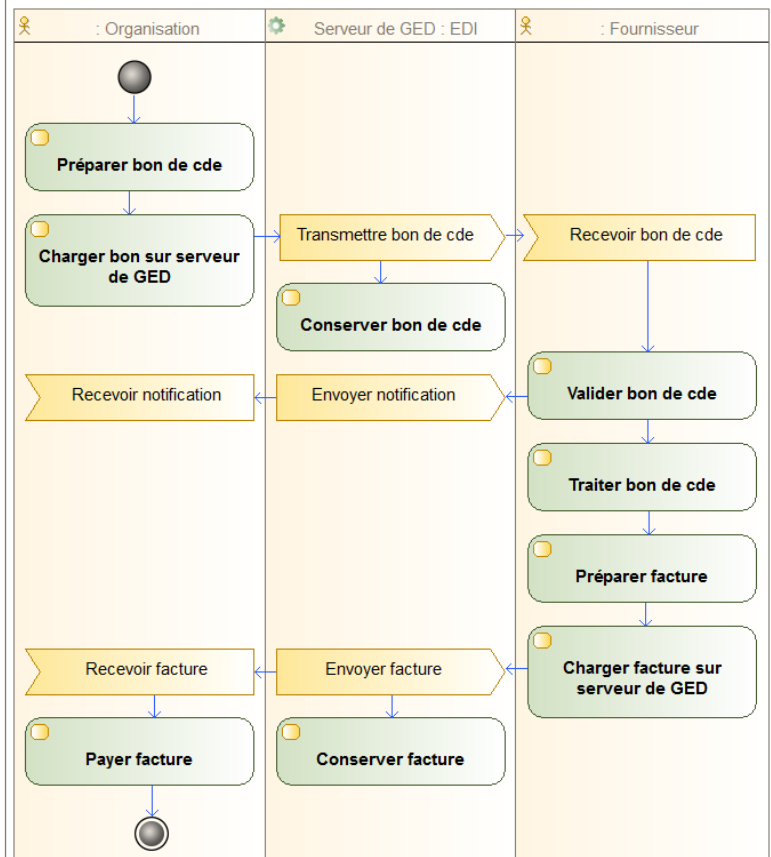 : Organisation
Serveur de GED : EDI
: Fournisseur
Préparer bon de cde
Charger bon sur serveur
de GED
Transmettre bon de cde
Recevoir bon de cde
Conserver bon de cde
Recevoir notification
Envoyer notification
Valider bon de cde
Traiter bon de cde
Préparer facture
Recevoir facture
Envoyer facture
Charger facture sur
serveur de GED
Payer facture
Conserver facture